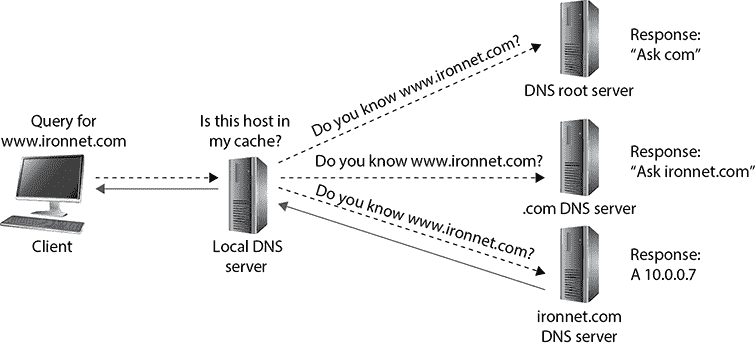 Query for
www.ironnet.com
Client
Is this host in
my cache?
Local DNS
server
Do you know www.ironnet.com?
DNS root server
Response:
“Ask com”
Do you know www.ironnet.com?
.com DNS server
Response:
“Ask ironnet.com”
Do you know www.ironnet.com?
ironnet.com
DNS server
Response:
A 10.0.0.7